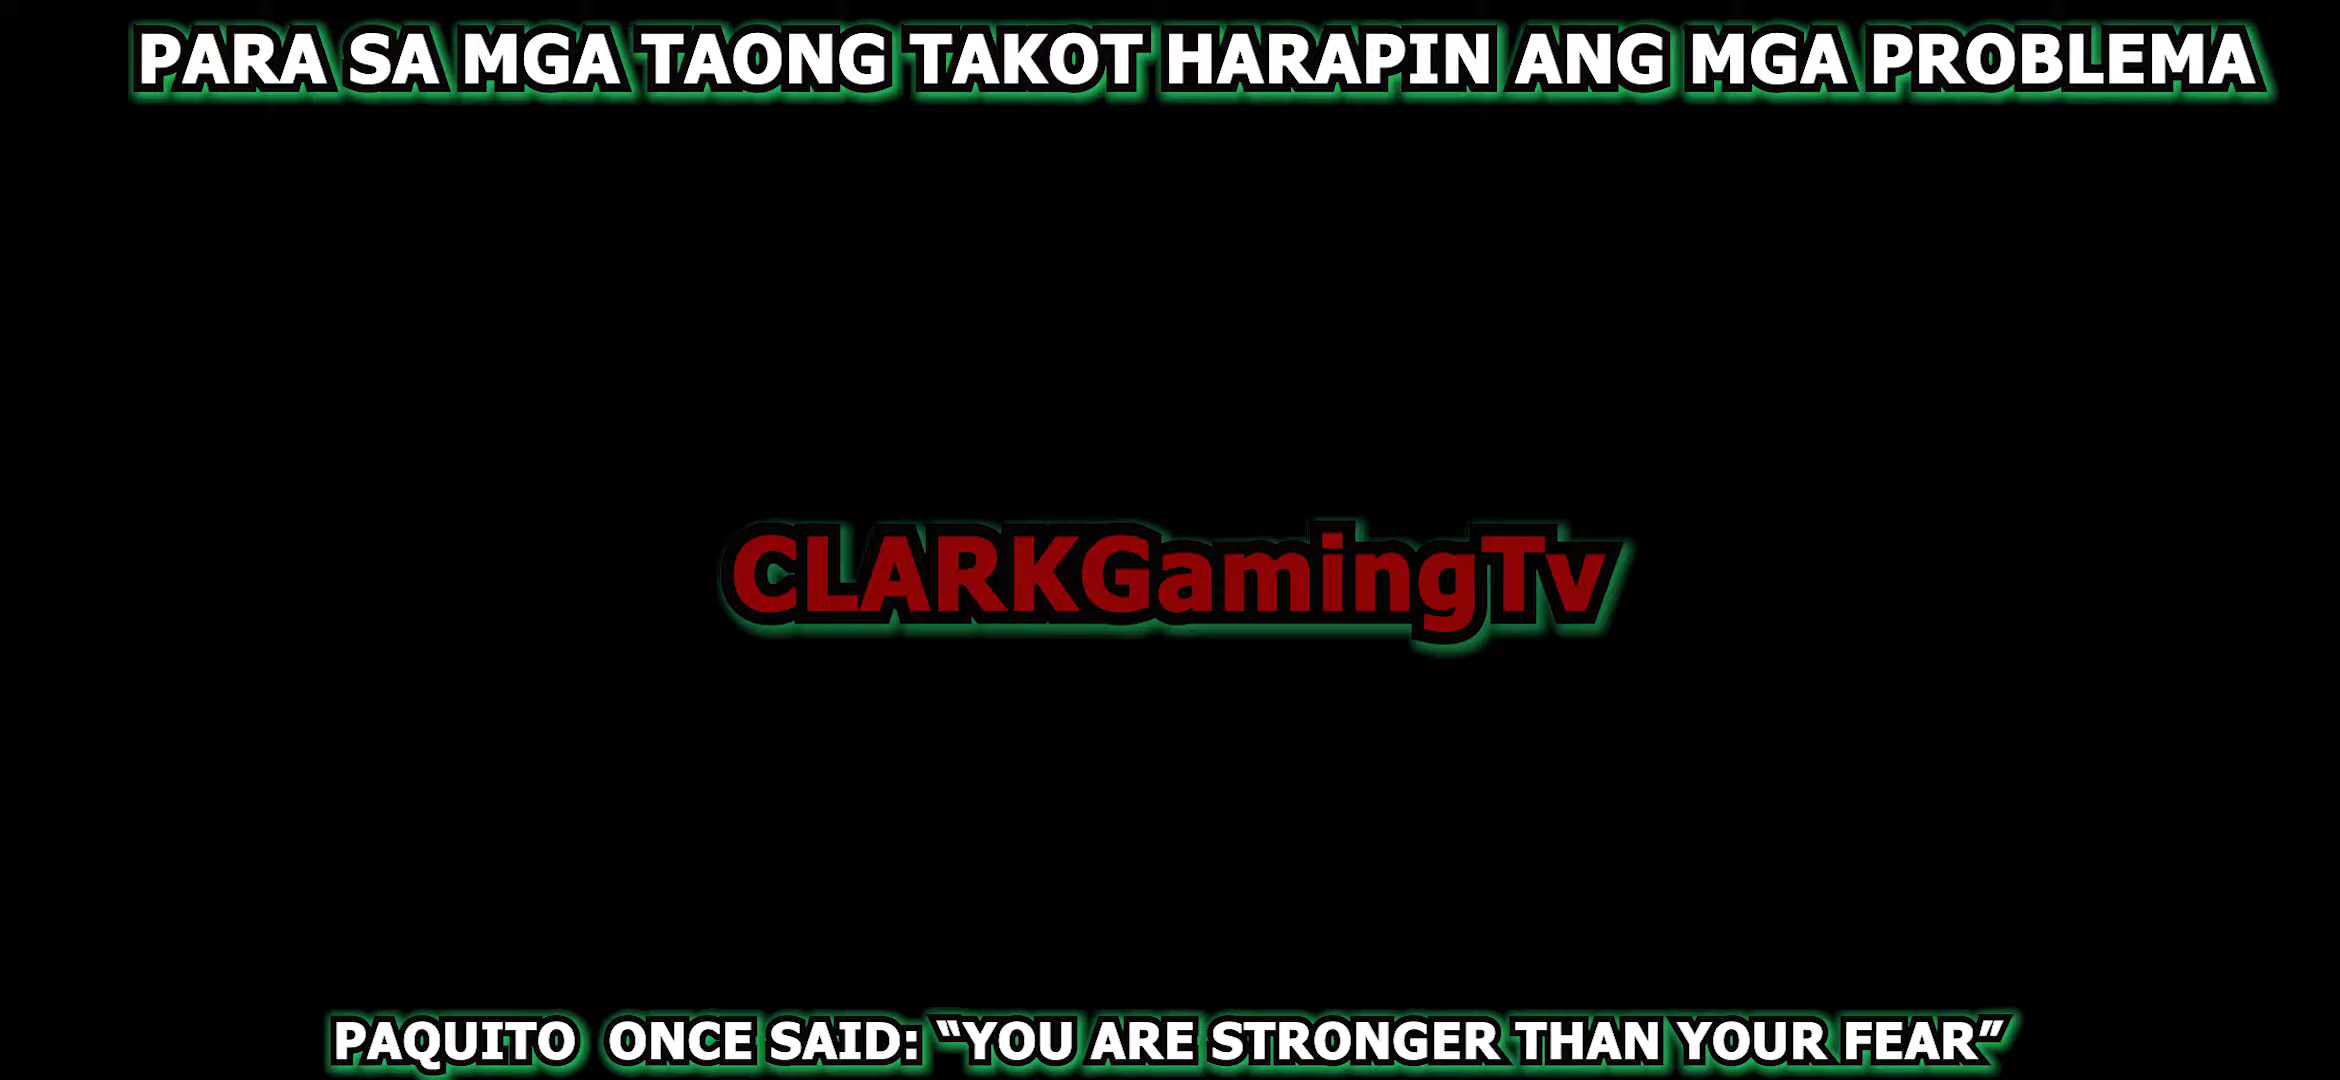 PARA SA MGA TAONG TAKOT HARAPIN ANG MGA PROBLEMA
CLARKGamingTv
PAQUITO  ONCE SAID: “YOU ARE STRONGER THAN YOUR FEAR”